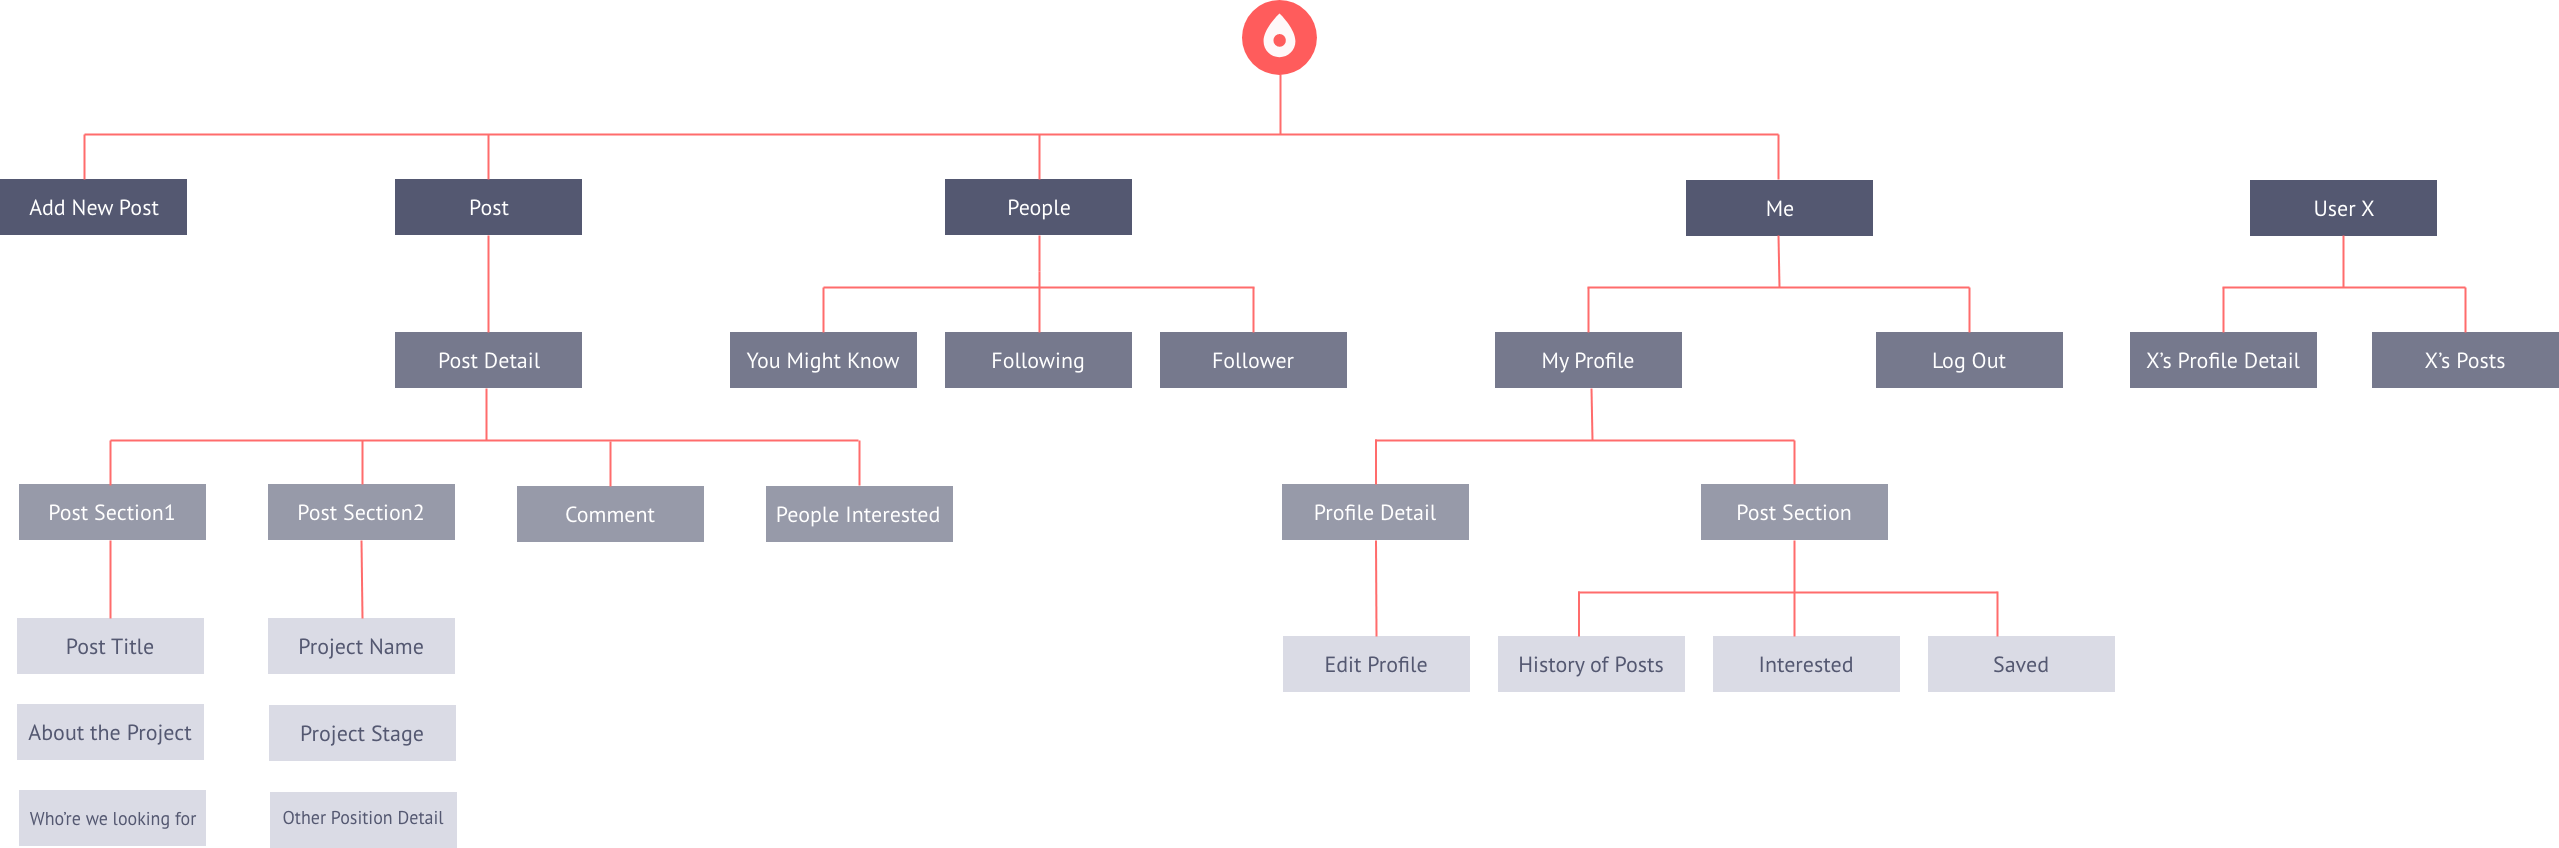 Add New Post
Post
People
Me
User X
Post Detail
You Might Know
Following
Follower
My Profile
Log Out
X's Profile Detail
X's Posts
Post Section1
Post Section2
Comment
People Interested
Profile Detail
Post Section
Post Title
Project Name
Edit Profile
History of Posts
Interested
Saved
About the Project
Project Stage
Who're we looking for
Other Position Detail